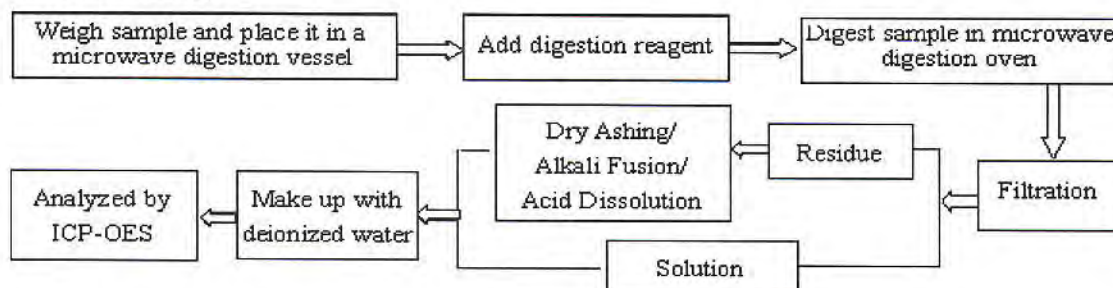 Weigh sample and place it in a
microwave digestion vessel
Add digestion reagent
Digest sample in microwave
digestion oven
Filtration
Residue
Dry Ashing/
Alkali Fusion/
Acid Dissolution
Solution
Make up with
deionized water
Analyzed by
ICP-OES